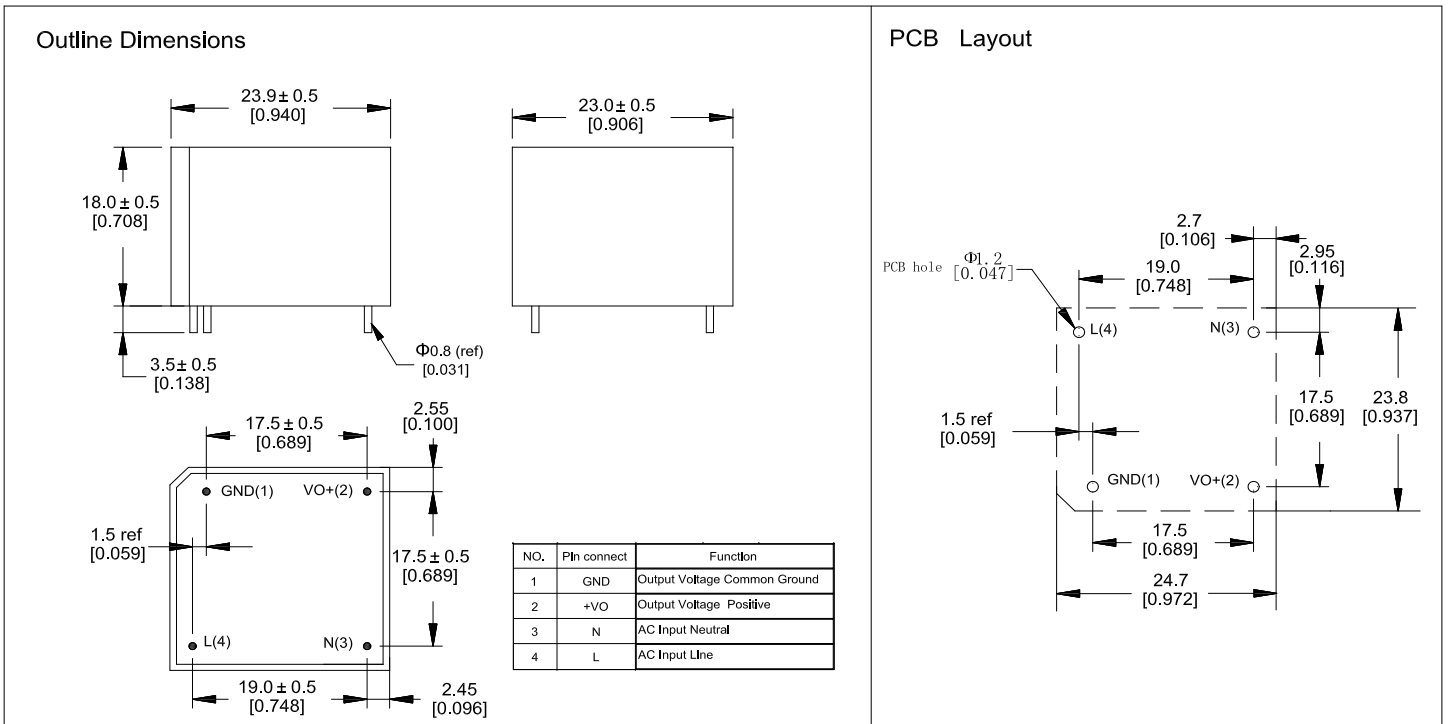 Outline Dimensions
23.9± 0.5
[0.940]
23.0± 0.5
[0.906]
18.0± 0.5
[0.708]
3.5± 0.5
[0.138]
Φ0.8 (ref)
[0.031]
17.5± 0.5
[0.689]
2.55
[0.100]
GND(1)
VO+(2)
1.5 ref
[0.059]
17.5± 0.5
[0.689]
L(4)
N(3)
19.0± 0.5
[0.748]
2.45
[0.096]
NO. Pin connect Function
1 GND Output Voltage Common Ground
2 +VO Output Voltage Positive
3 N AC Input Neutral
4 L AC Input Line
PCB Layout
2.7
[0.106]
2.95
[0.116]
PCB hole Φ1.2
[0.047]
19.0
[0.748]
L(4)
N(3)
1.5 ref
[0.059]
17.5
[0.689]
23.8
[0.937]
GND(1)
VO+(2)
17.5
[0.689]
24.7
[0.972]